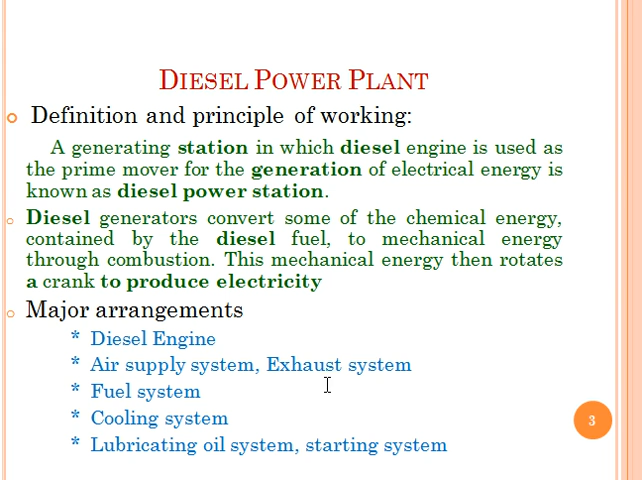 DIESEL POWER PLANT
Definition and principle of working:
A generating station in which diesel engine is used as
the prime mover for the generation of electrical energy is
known as diesel power station.
Diesel generators convert some of the chemical energy,
contained by the diesel fuel, to mechanical energy
through combustion. This mechanical energy then rotates
a crank to produce electricity
Major arrangements
* Diesel Engine
* Air supply system, Exhaust system
* Fuel system
* Cooling system
* Lubricating oil system, starting system
3